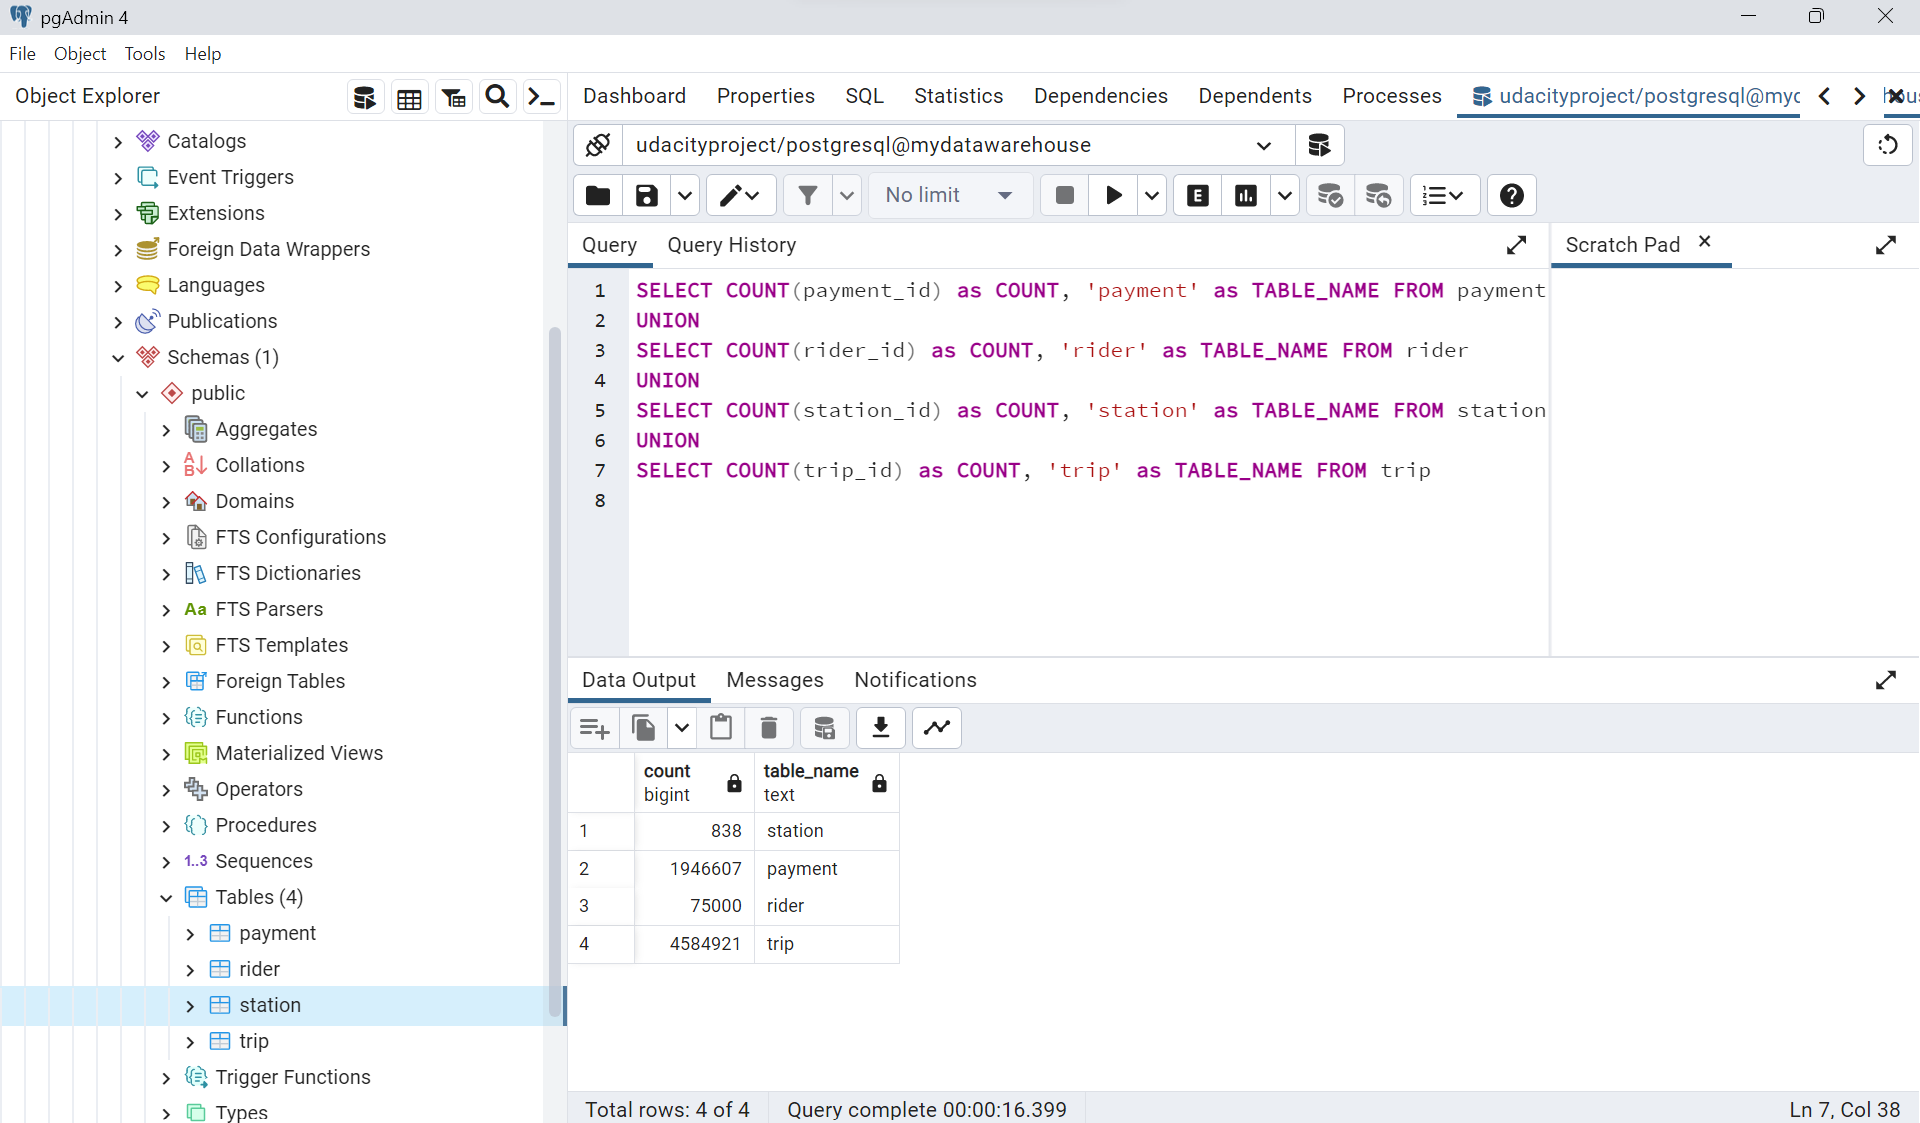 pgAdmin 4
File Object Tools Help
Object Explorer
Dashboard Properties SQL Statistics Dependencies Dependents Processes udacityproject/postgresql@myc
Catalogs
Event Triggers
Extensions
Foreign Data Wrappers
Languages
Publications
Schemas (1)
public
Aggregates
Collations
Domains
FTS Configurations
FTS Dictionaries
Aa FTS Parsers
FTS Templates
Foreign Tables
Functions
Materialized Views
Operators
Procedures
1..3 Sequences
Tables (4)
payment
rider
station
trip
Trigger Functions
Types
udacityproject/postgresql@mydatawarehouse
No limit
E
Query Query History
Scratch Pad
1 SELECT COUNT(payment_id) as COUNT, 'payment' as TABLE_NAME FROM payment
2 UNION
3 SELECT COUNT(rider_id) as COUNT, 'rider' as TABLE_NAME FROM rider
4 UNION
5 SELECT COUNT(station_id) as COUNT, 'station' as TABLE_NAME FROM station
6 UNION
7 SELECT COUNT(trip_id) as COUNT, 'trip' as TABLE_NAME FROM trip
8
Data Output Messages Notifications
count table_name
bigint text
1 838 station
2 1946607 payment
3 75000 rider
4 4584921 trip
Total rows: 4 of 4 Query complete 00:00:16.399 Ln 7, Col 38